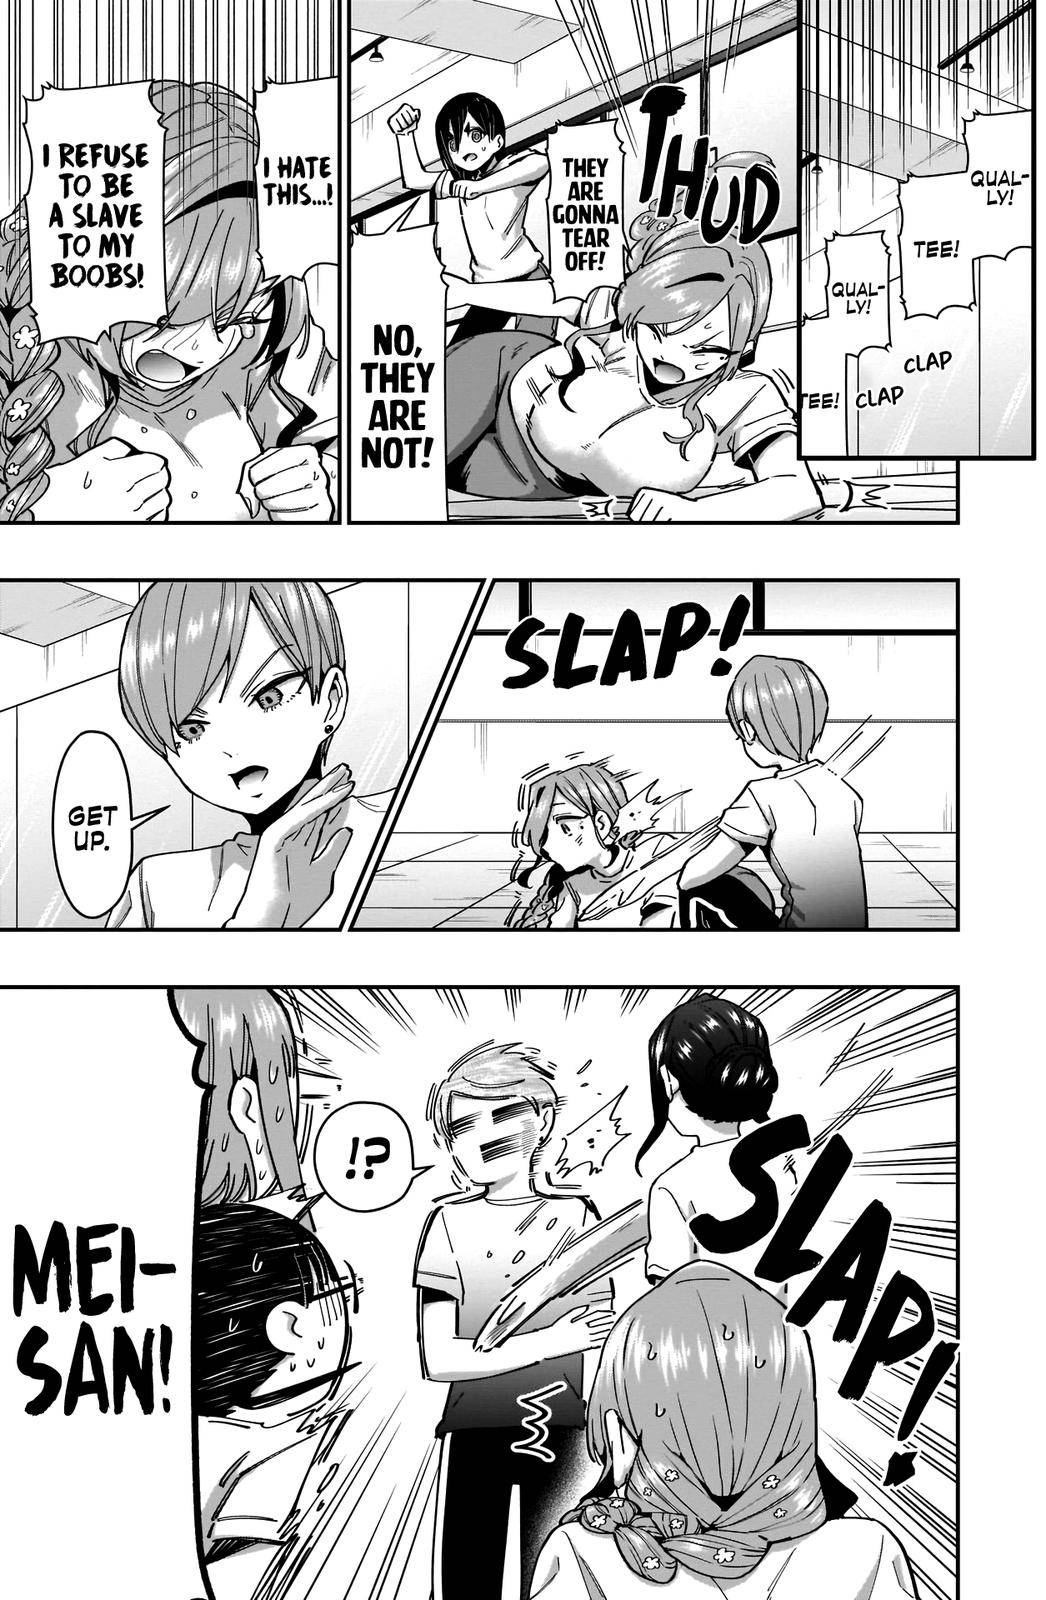 QUAL-
LY!
TEE!
QUAL-
LY!
TEE!
CLAP
CLAP
THUD
THEY
ARE
GONNA
TEAR
OFF!
NO,
THEY
ARE
NOT!
I HATE
THIS...!
I REFUSE
TO BE
A SLAVE
TO MY
BOOBS!
SLAP!
GET
UP.
SLAP!
!?
MEI-
SAN!